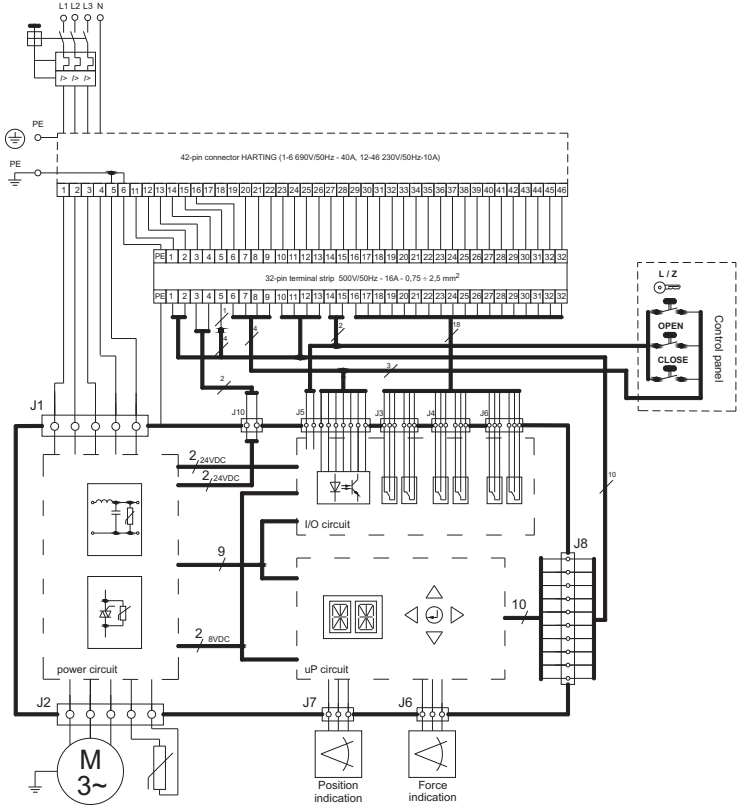 L1 L2 L3 N
I> I> I>
PE
42-pin connector HARTING (1-6 690V/50Hz - 40A, 12-46 230V/50Hz-10A)
PE
1 2 3 4 5 6 11 12 13 14 15 16 17 18 19 20 21 22 23 24 25 26 27 28 29 30 31 32 33 34 35 36 37 38 39 40 41 42 43 44 45 46
PE 1 2 3 4 5 6 7 8 9 10 11 12 13 14 15 16 17 18 19 20 21 22 23 24 25 26 27 28 29 30 31 32 32
32-pin terminal strip 500V/50Hz - 16A - 0,75 ÷ 2,5 mm2
PE 1 2 3 4 5 6 7 8 9 10 11 12 13 14 15 16 17 18 19 20 21 22 23 24 25 26 27 28 29 30 31 32 32
L / Z
OPEN
CLOSE
Control panel
1
4
4
2
18
2
3
J1
J10
J5
J3
J4
J6
2 24VDC
2 24VDC
10
I/O circuit
9
J8
10
2 8VDC
power circuit
uP circuit
J2
J7
J6
M
3~
Position
indication
Force
indication